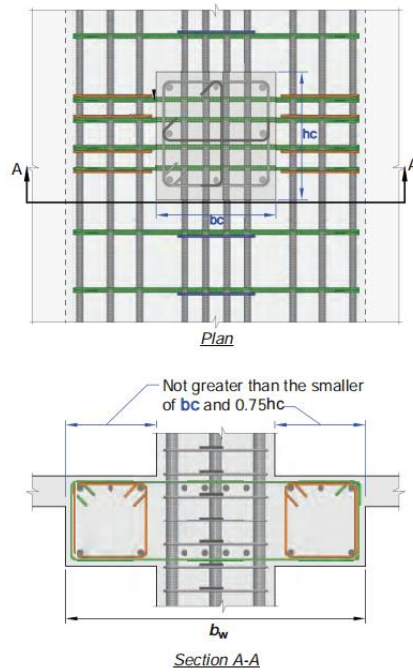 hc
A
A
bc
Plan
Not greater than the smaller
of bc and 0.75hc
bw
Section A-A